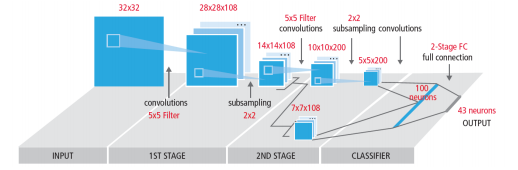 32x32
28x28x108
5x5 Filter
convolutions
2x2
subsampling
convolutions
14x14x108
10x10x200
5x5x200
2-Stage FC
full connection
convolutions
5x5 Filter
subsampling
2x2
7x7x108
100
neurons
43 neurons
OUTPUT
INPUT
1ST STAGE
2ND STAGE
CLASSIFIER